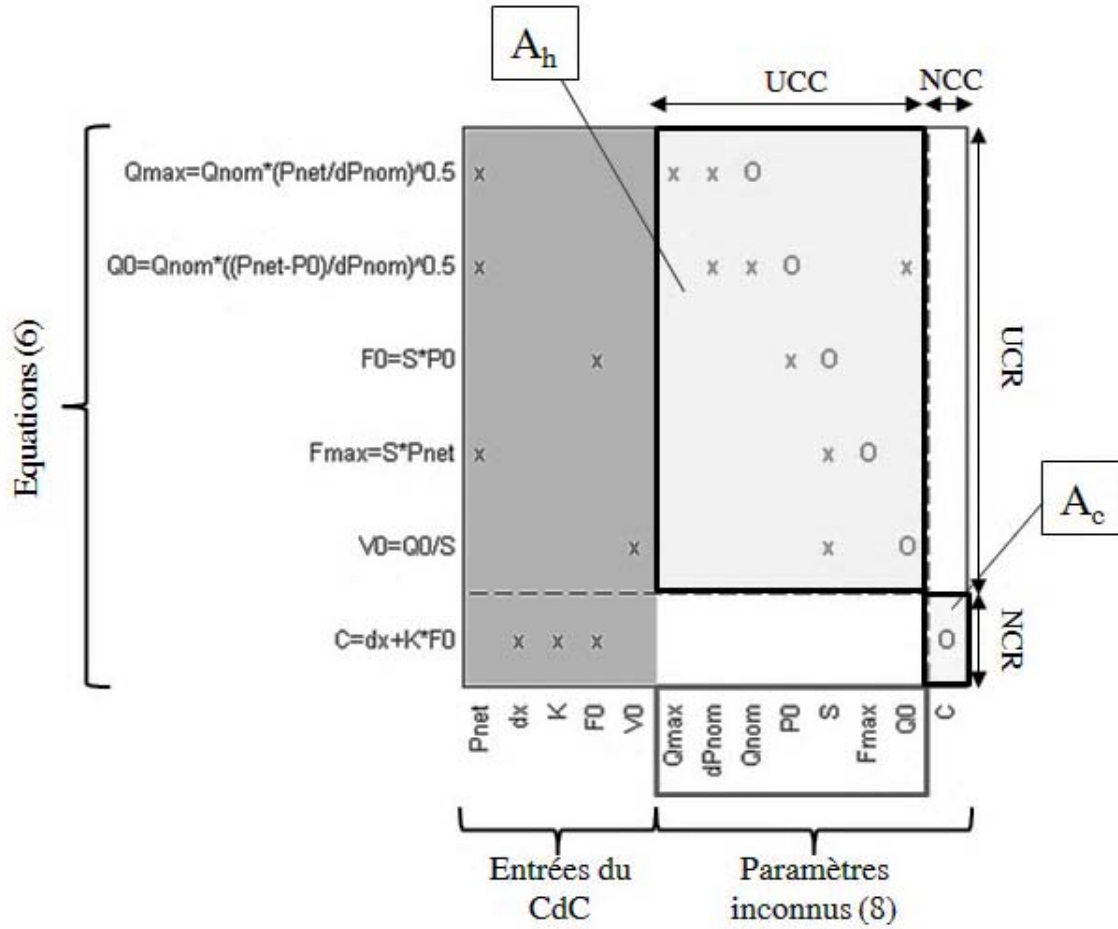 A_h
UCC NCC
Qmax=Qnom*(Pnet/dPnom)^0.5 x x x O
Q0=Qnom*((Pnet-P0)/dPnom)^0.5 x x x O x
F0=S*P0 x x O
Fmax=S*Pnet x x O
V0=Q0/S x x O
C=dx+K*F0 x x x O
Equations (6)
UCR
NCR
A_c
Pnet dx K F0 V0 Qmax dPnom Qnom P0 S Fmax Q0 C
Entrées du
CdC
Paramètres
inconnus (8)